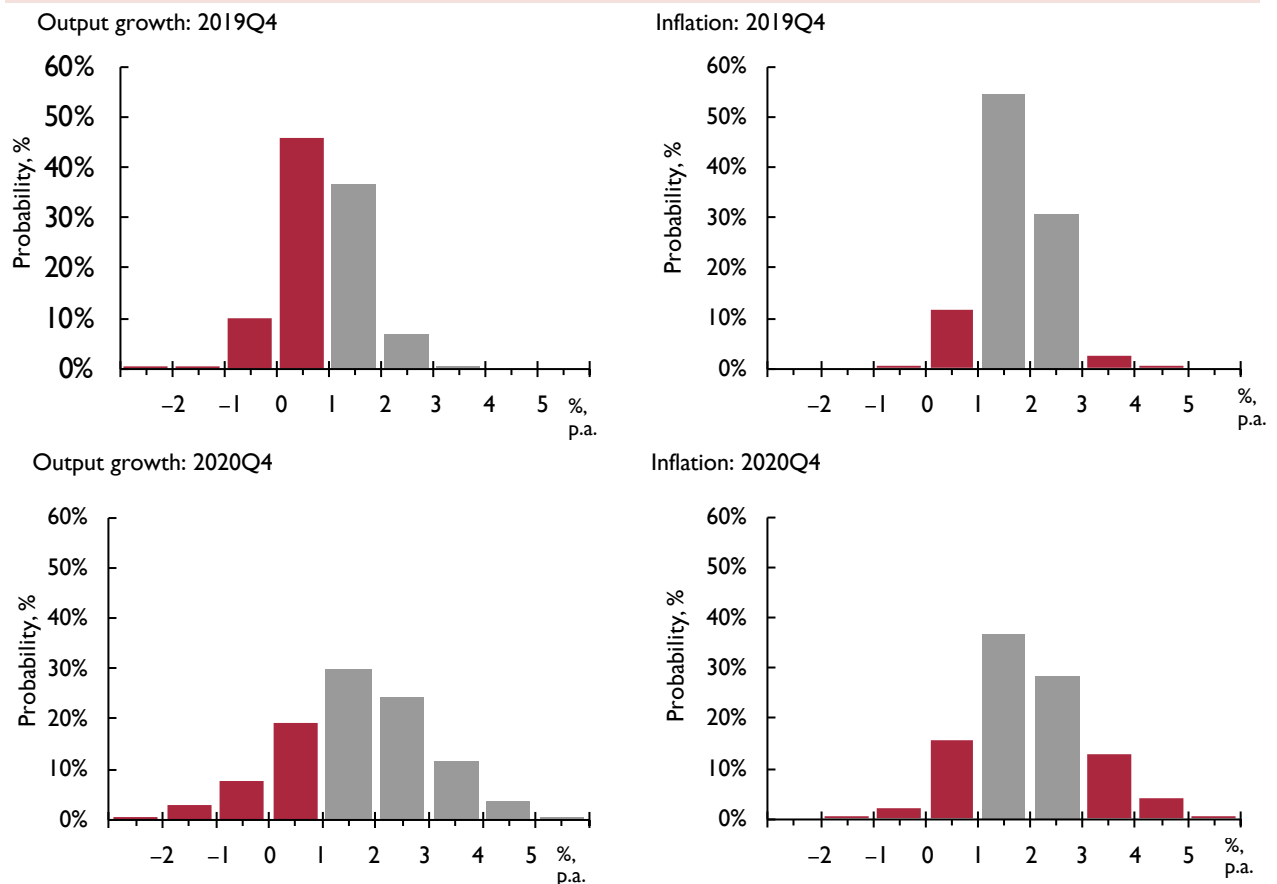 Output growth: 2019Q4
60%
50%
40%
30%
20%
10%
0%
Probability, %
–2 –1 0 1 2 3 4 5 %,
p.a.
Inflation: 2019Q4
60%
50%
40%
30%
20%
10%
0%
Probability, %
–2 –1 0 1 2 3 4 5 %,
p.a.
Output growth: 2020Q4
60%
50%
40%
30%
20%
10%
0%
Probability, %
–2 –1 0 1 2 3 4 5 %,
p.a.
Inflation: 2020Q4
60%
50%
40%
30%
20%
10%
0%
Probability, %
–2 –1 0 1 2 3 4 5 %,
p.a.